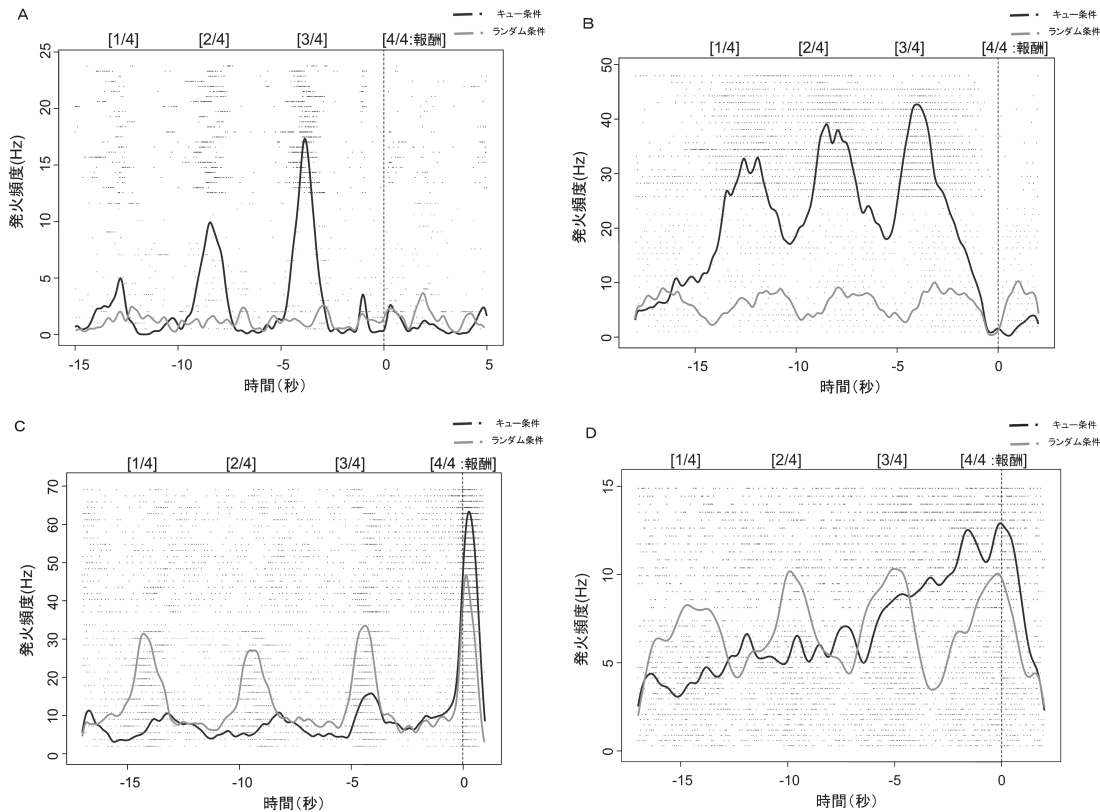 A
キュー条件
ランダム条件
[1/4] [2/4] [3/4] [4/4:報酬]
発火頻度(Hz)
25
20
15
10
5
0
-15 -10 -5 0 5
時間(秒)
B
キュー条件
ランダム条件
[1/4] [2/4] [3/4] [4/4 :報酬]
発火頻度(Hz)
50
40
30
20
10
0
-15 -10 -5 0
時間(秒)
C
キュー条件
ランダム条件
[1/4] [2/4] [3/4] [4/4 :報酬]
発火頻度(Hz)
70
60
50
40
30
20
10
0
-15 -10 -5 0
時間(秒)
D
キュー条件
ランダム条件
[1/4] [2/4] [3/4] [4/4 :報酬]
発火頻度(Hz)
15
10
5
0
-15 -10 -5 0
時間(秒)